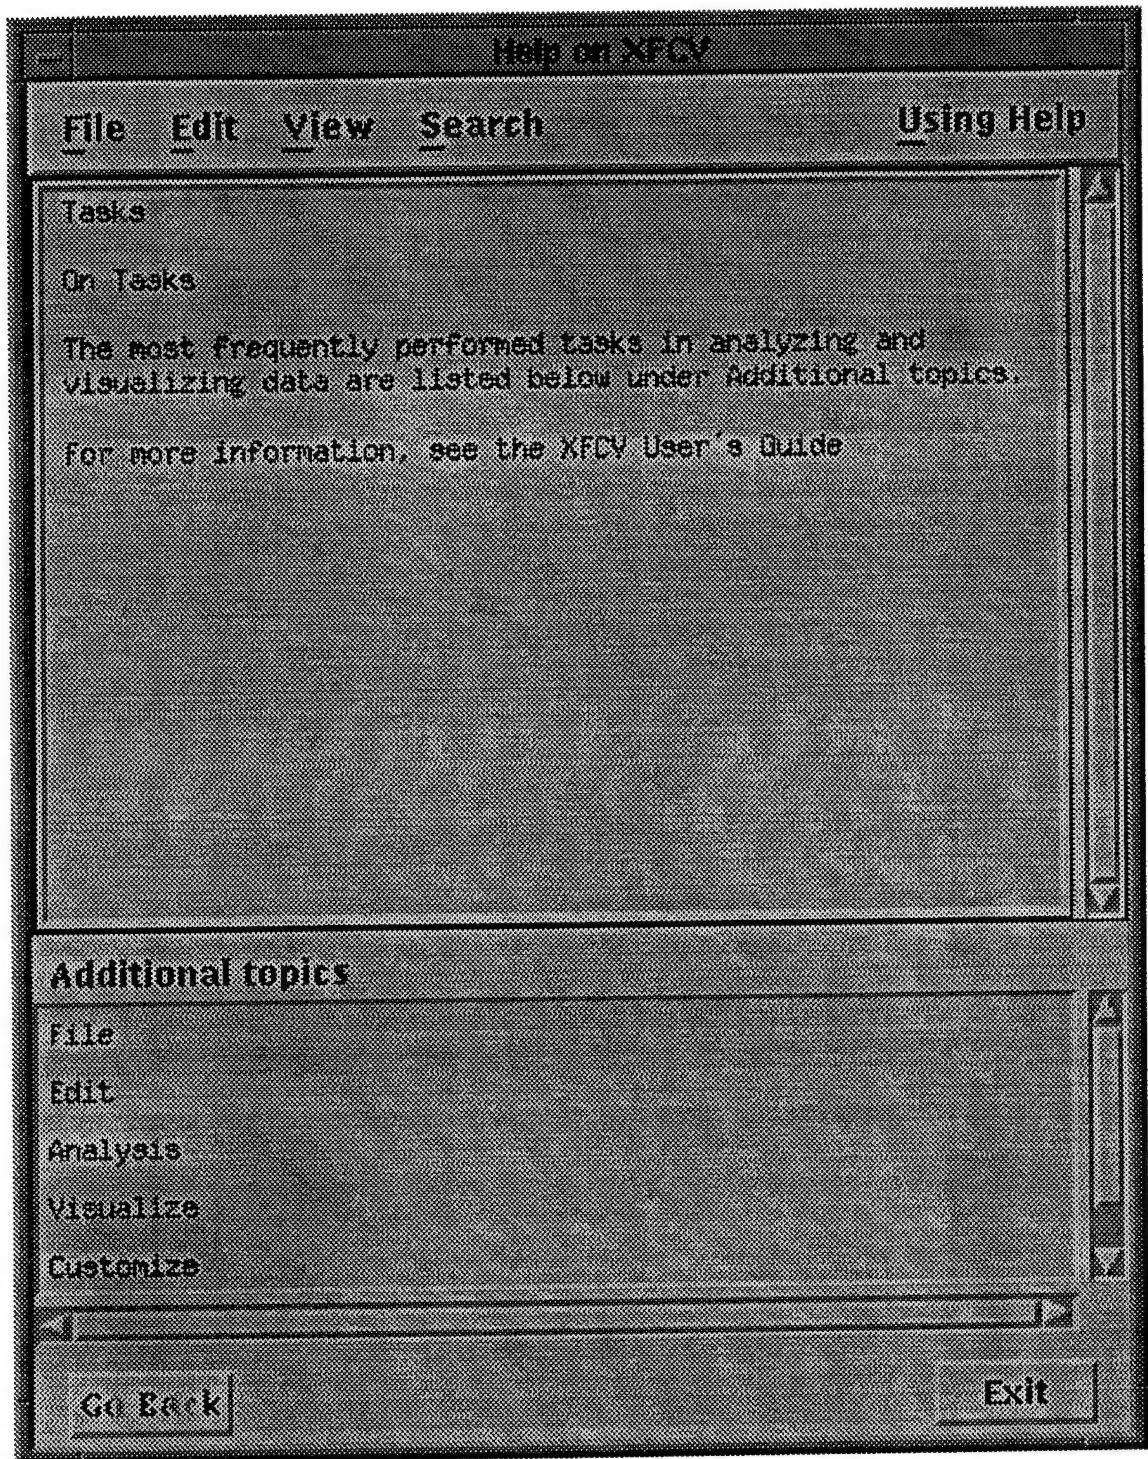 Help on XFCV
File Edit View Search Using Help
Tasks
On Tasks
The most frequently performed tasks in analyzing and
visualizing data are listed below under Additional topics.
For more information, see the XFCV User's Guide
Additional topics
File
Edit
Analysis
Visualize
Customize
Go Back Exit